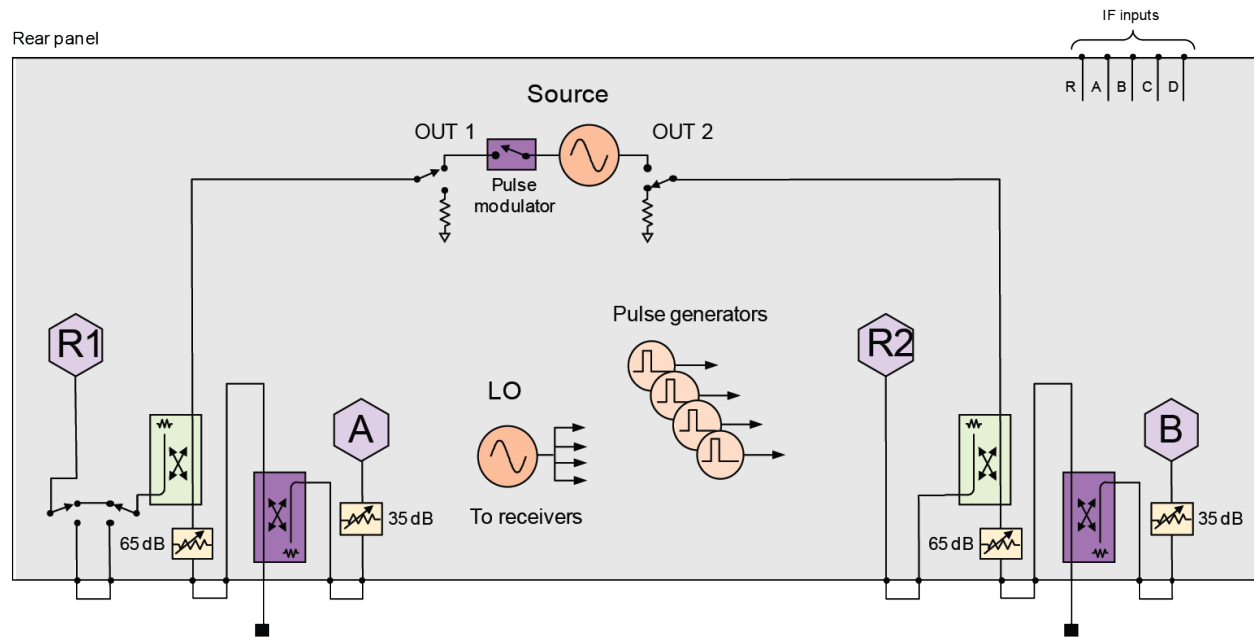 IF inputs
Rear panel
R A B C D
Source
OUT 1
OUT 2
Pulse
modulator
Pulse generators
R1
R2
LO
A
B
To receivers
35 dB
35 dB
65 dB
65 dB